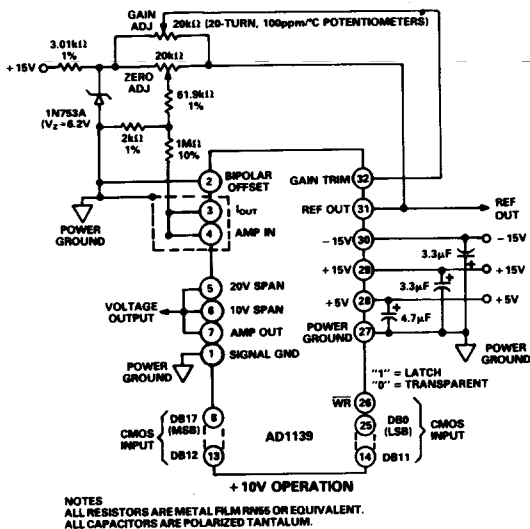 GAIN ADJ
20kΩ (20-TURN, 100ppm/°C POTENTIOMETERS)
3.01kΩ
1%
20kΩ
+15V
ZERO ADJ
61.9kΩ
1%
1N753A
(VZ≈6.2V
2kΩ
1%
1MΩ
10%
POWER GROUND
2
BIPOLAR OFFSET
3
IOUT
4
AMP IN
GAIN TRIM
32
REF OUT
31
REF OUT
-15V
30
-15V
+15V
29
+15V
3.3µF
3.3µF
+5V
28
+5V
4.7µF
POWER GROUND
27
POWER GROUND
VOLTAGE OUTPUT
5
20V SPAN
6
10V SPAN
7
AMP OUT
POWER GROUND
1
SIGNAL GND
"1" = LATCH
"0" = TRANSPARENT
WR
26
CMOS INPUT
DB17 (MSB)
8
DB12
13
AD1139
25
DB0 (LSB)
14
DB11
CMOS INPUT
+10V OPERATION
NOTES
ALL RESISTORS ARE METAL FILM RN55 OR EQUIVALENT.
ALL CAPACITORS ARE POLARIZED TANTALUM.